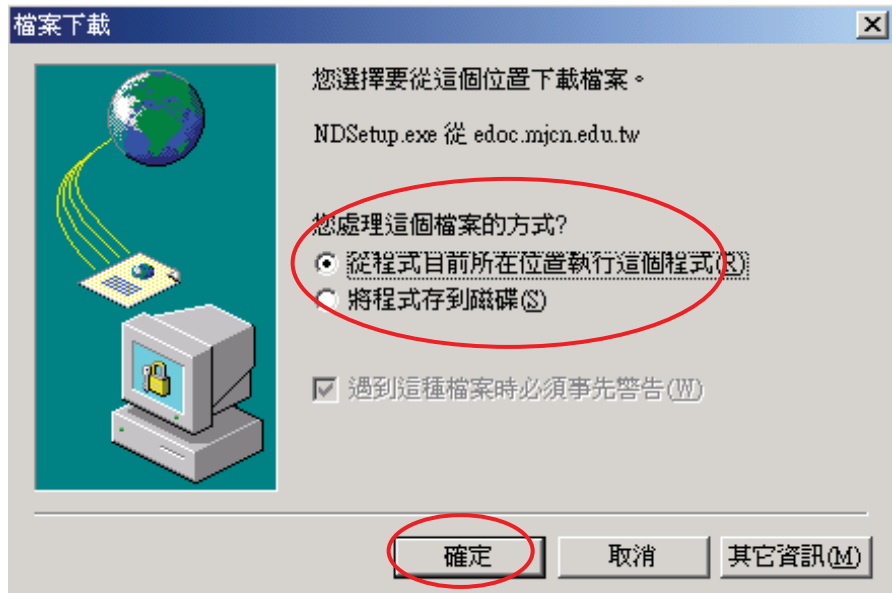 檔案下載
您選擇要從這個位置下載檔案。
NDSetup.exe 從 edoc.mjcn.edu.tw
您處理這個檔案的方式?
從程式目前所在位置執行這個程式(R)
將程式存到磁碟(S)
遇到這種檔案時必須事先警告(W)
確定 取消 其它資訊(M)